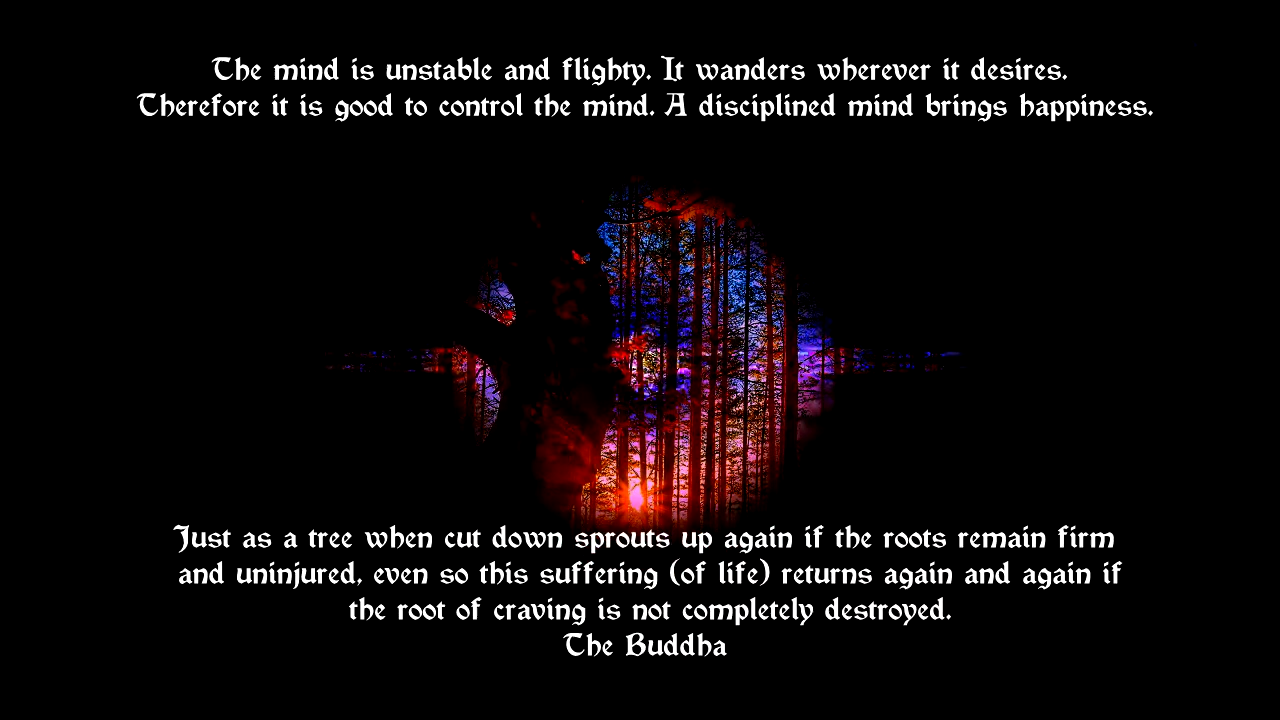 The mind is unstable and flighty. It wanders wherever it desires.
Therefore it is good to control the mind. A disciplined mind brings happiness.
Just as a tree when cut down sprouts up again if the roots remain firm
and uninjured, even so this suffering (of life) returns again and again if
the root of craving is not completely destroyed.
The Buddha